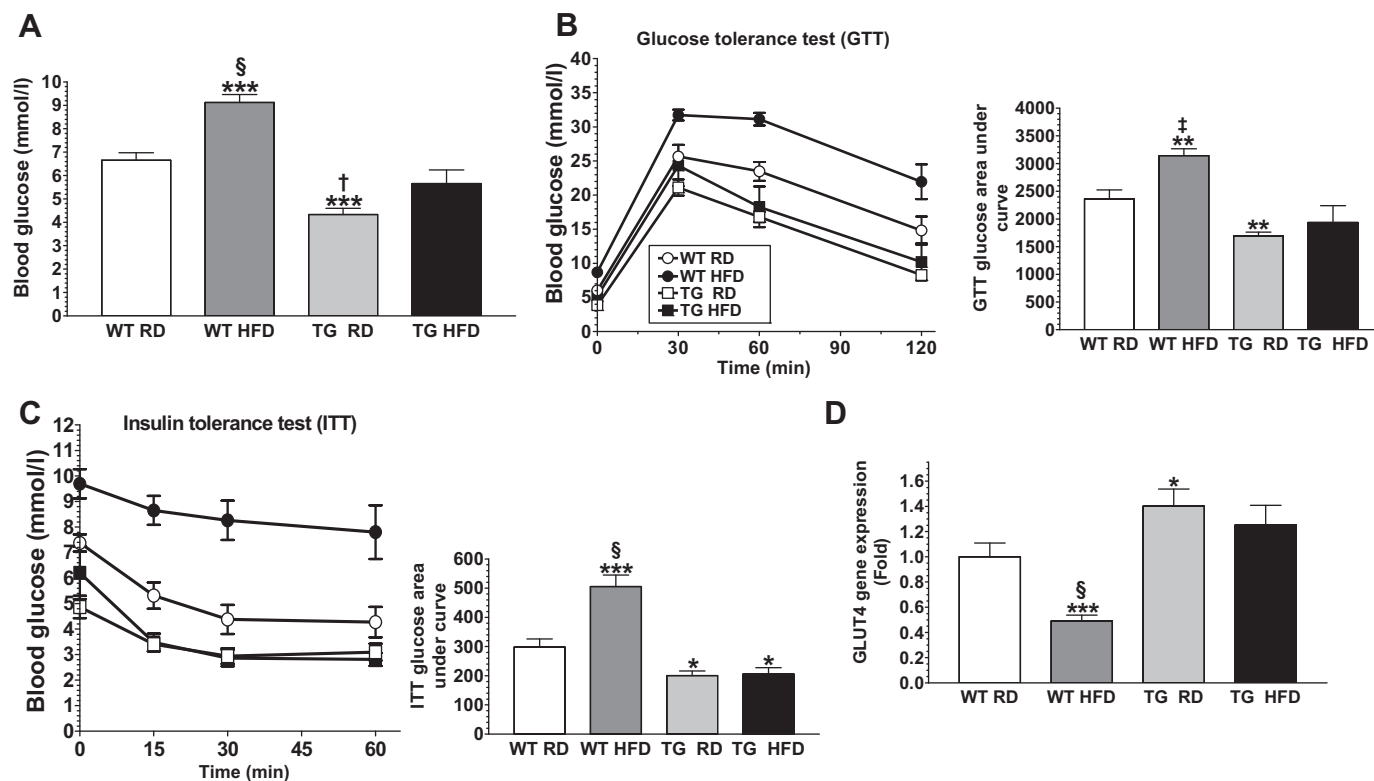 A
Blood glucose (mmol/l)
10
9
8
7
6
5
4
3
2
1
0
§
***
†
***
WT RD
WT HFD
TG RD
TG HFD
B
Glucose tolerance test (GTT)
Blood glucose (mmol/l)
40
35
30
25
20
15
10
5
0
WT RD
WT HFD
TG RD
TG HFD
0
30
60
90
120
Time (min)
GTT glucose area under
curve
4000
3500
3000
2500
2000
1500
1000
500
0
‡
**
**
WT RD
WT HFD
TG RD
TG HFD
C
Insulin tolerance test (ITT)
Blood glucose (mmol/l)
12
11
10
9
8
7
6
5
4
3
2
1
0
0
15
30
45
60
Time (min)
ITT glucose area
under curve
600
500
400
300
200
100
0
§
***
*
*
WT RD
WT HFD
TG RD
TG HFD
D
GLUT4 gene expression
(Fold)
1.6
1.4
1.2
1.0
0.8
0.6
0.4
0.2
0.0
§
***
*
WT RD
WT HFD
TG RD
TG HFD